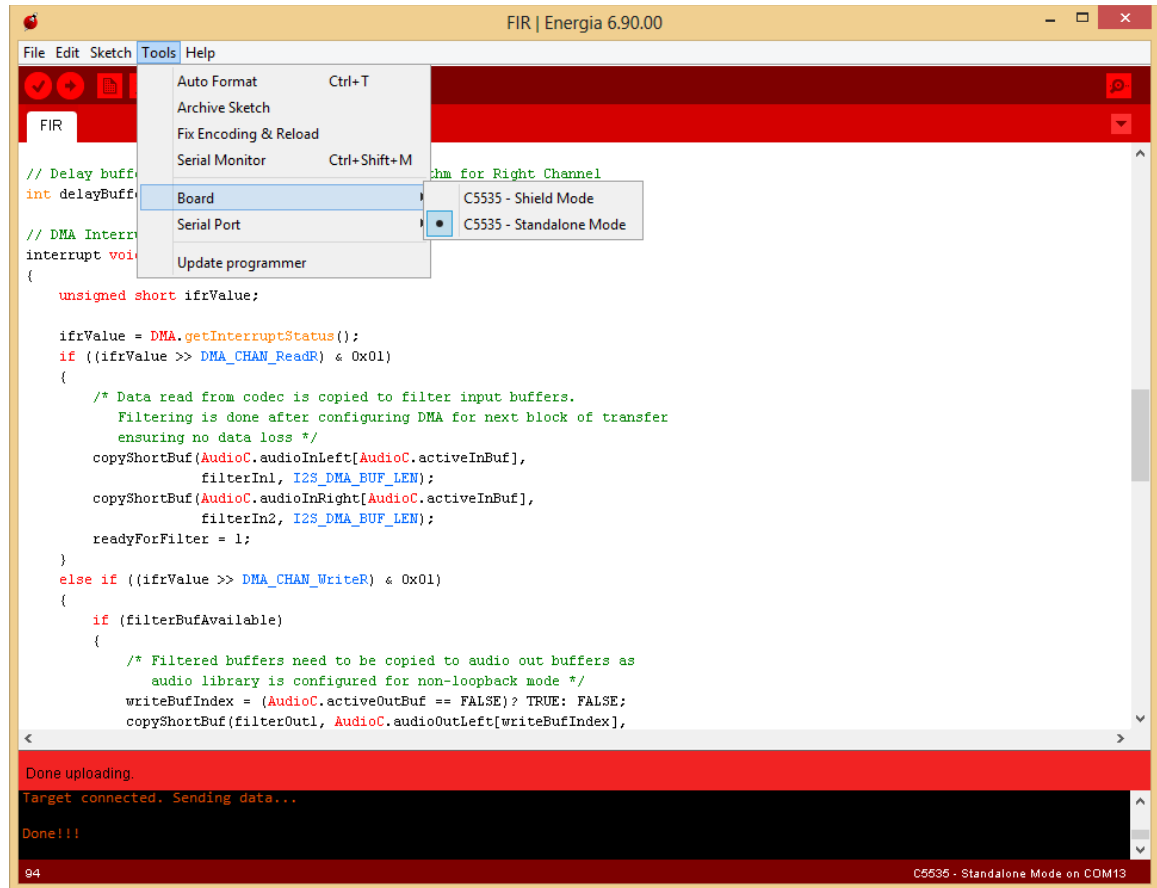 FIR | Energia 6.90.00
File Edit Sketch Tools Help
Auto Format Ctrl+T
Archive Sketch
Fix Encoding & Reload
Serial Monitor Ctrl+Shift+M
Board
Serial Port
Update programmer
C5535 - Shield Mode
C5535 - Standalone Mode
FIR
// Delay buff thm for Right Channel
int delayBuff
// DMA Interr
interrupt voi
{
unsigned short ifrValue;
ifrValue = DMA.getInterruptStatus();
if ((ifrValue >> DMA_CHAN_ReadR) & 0x01)
{
/* Data read from codec is copied to filter input buffers.
Filtering is done after configuring DMA for next block of transfer
ensuring no data loss */
copyShortBuf(AudioC.audioInLeft[AudioC.activeInBuf],
filterIn1, I2S_DMA_BUF_LEN);
copyShortBuf(AudioC.audioInRight[AudioC.activeInBuf],
filterIn2, I2S_DMA_BUF_LEN);
readyForFilter = 1;
}
else if ((ifrValue >> DMA_CHAN_WriteR) & 0x01)
{
if (filterBufAvailable)
{
/* Filtered buffers need to be copied to audio out buffers as
audio library is configured for non-loopback mode */
writeBufIndex = (AudioC.activeOutBuf == FALSE)? TRUE: FALSE;
copyShortBuf(filterOut1, AudioC.audioOutLeft[writeBufIndex],
Done uploading.
Target connected. Sending data...
Done!!!
94 C5535 - Standalone Mode on COM13